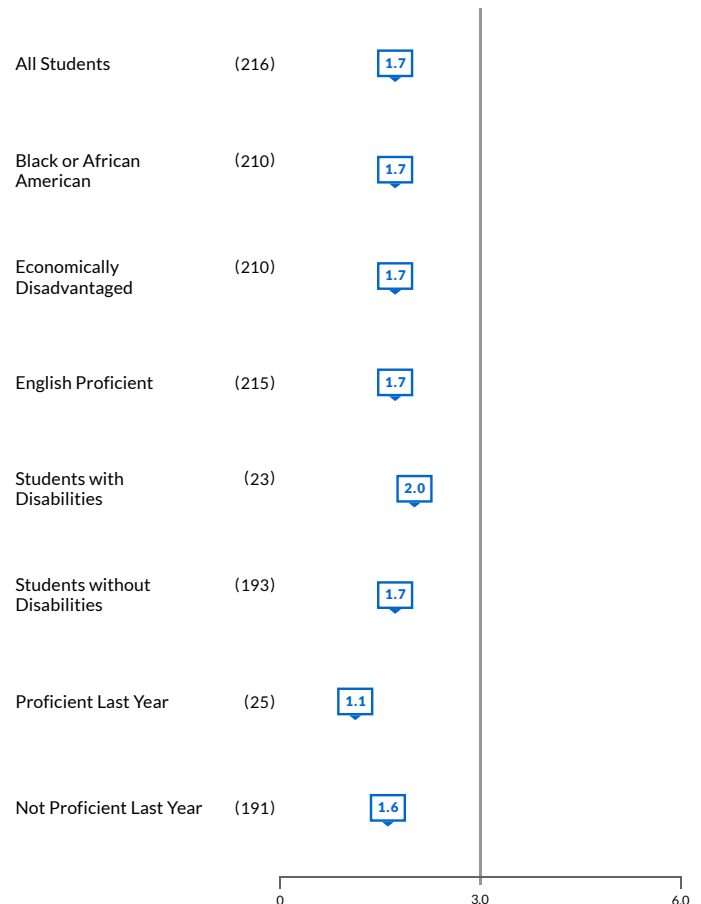 All Students (216) 1.7
Black or African (210) 1.7
American
Economically (210) 1.7
Disadvantaged
English Proficient (215) 1.7
Students with (23) 2.0
Disabilities
Students without (193) 1.7
Disabilities
Proficient Last Year (25) 1.1
Not Proficient Last Year (191) 1.6
0 3.0 6.0